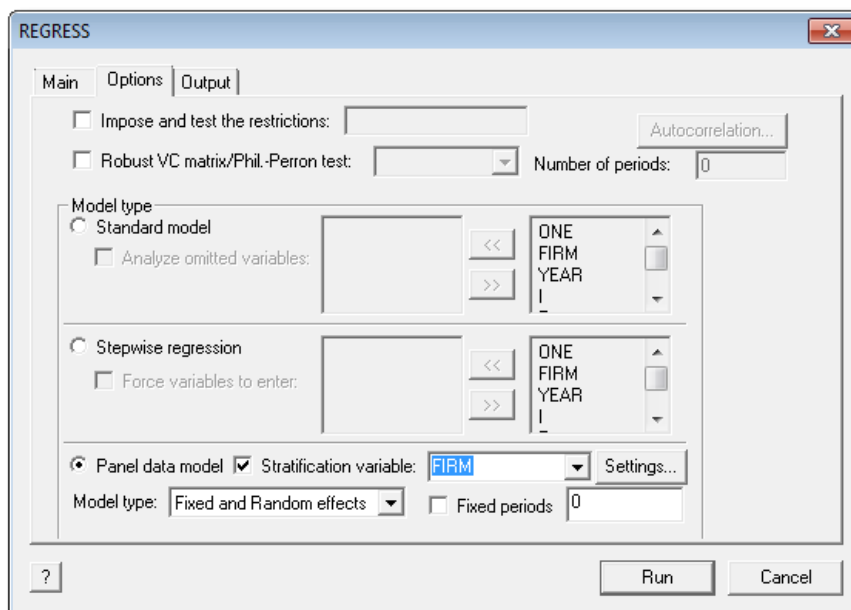 REGRESS
Main Options Output
Impose and test the restrictions:
Autocorrelation...
Robust VC matrix/Phil.-Perron test:
Number of periods: 0
Model type
Standard model
Analyze omitted variables:
<<
>>
ONE
FIRM
YEAR
I
Stepwise regression
Force variables to enter:
<<
>>
ONE
FIRM
YEAR
I
Panel data model Stratification variable: FIRM Settings...
Model type: Fixed and Random effects Fixed periods 0
? Run Cancel